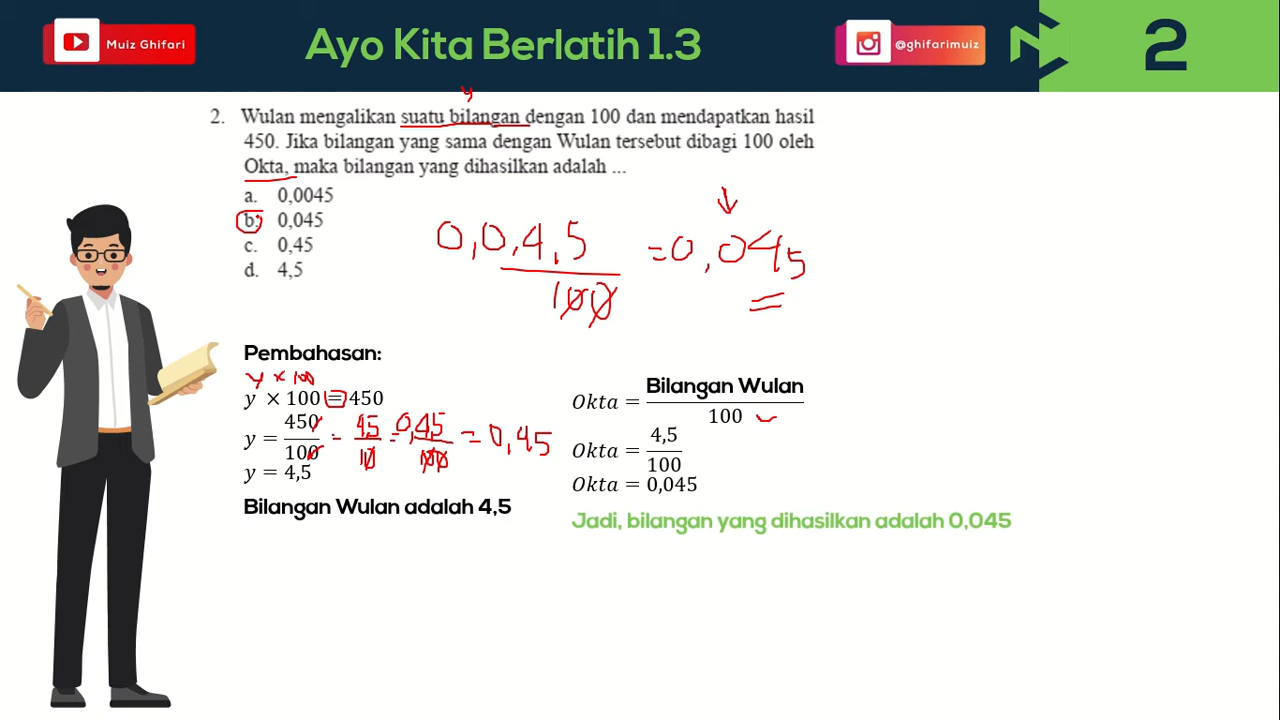 Muiz Ghifari
Ayo Kita Berlatih 1.3
@ghifarimuiz
2
y
2. Wulan mengalikan suatu bilangan dengan 100 dan mendapatkan hasil
450. Jika bilangan yang sama dengan Wulan tersebut dibagi 100 oleh
Okta, maka bilangan yang dihasilkan adalah ...
a. 0,0045
b. 0,045
c. 0,45
d. 4,5
0,0,4,5 / 100 = 0,045
Pembahasan:
y × 100
y × 100 = 450
y = 450/100 = 45/10 = 0,45/100 = 0,45
y = 4,5
Bilangan Wulan adalah 4,5
Okta = Bilangan Wulan/100
Okta = 4,5/100
Okta = 0,045
Jadi, bilangan yang dihasilkan adalah 0,045